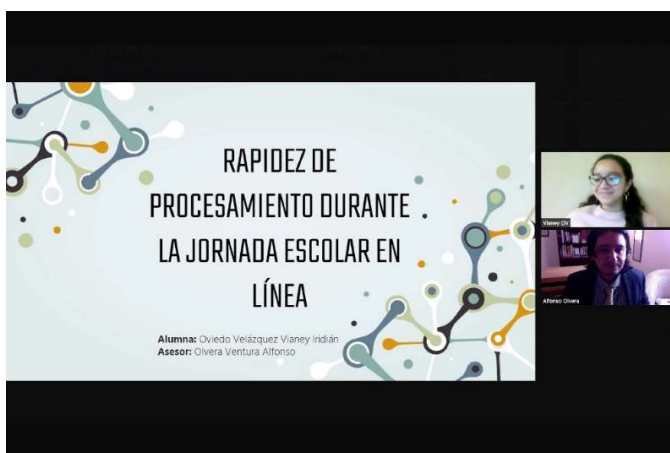 RAPIDEZ DE
PROCESAMIENTO DURANTE
LA JORNADA ESCOLAR EN
LÍNEA
Alumna: Oviedo Velázquez Vianey Iridián
Asesor: Olvera Ventura Alfonso
Vianey OV
Alfonso Olvera